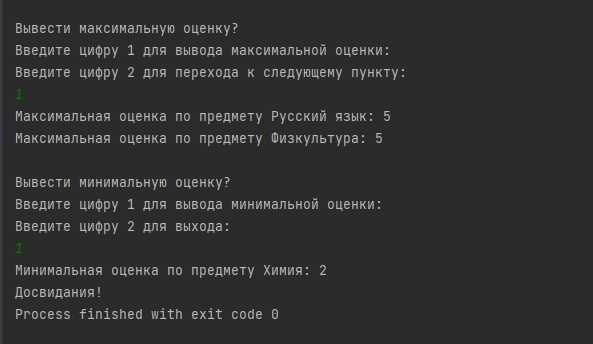 Вывести максимальную оценку?
Введите цифру 1 для вывода максимальной оценки:
Введите цифру 2 для перехода к следующему пункту:
1
Максимальная оценка по предмету Русский язык: 5
Максимальная оценка по предмету Физкультура: 5
Вывести минимальную оценку?
Введите цифру 1 для вывода минимальной оценки:
Введите цифру 2 для выхода:
1
Минимальная оценка по предмету Химия: 2
Досвидания!
Process finished with exit code 0